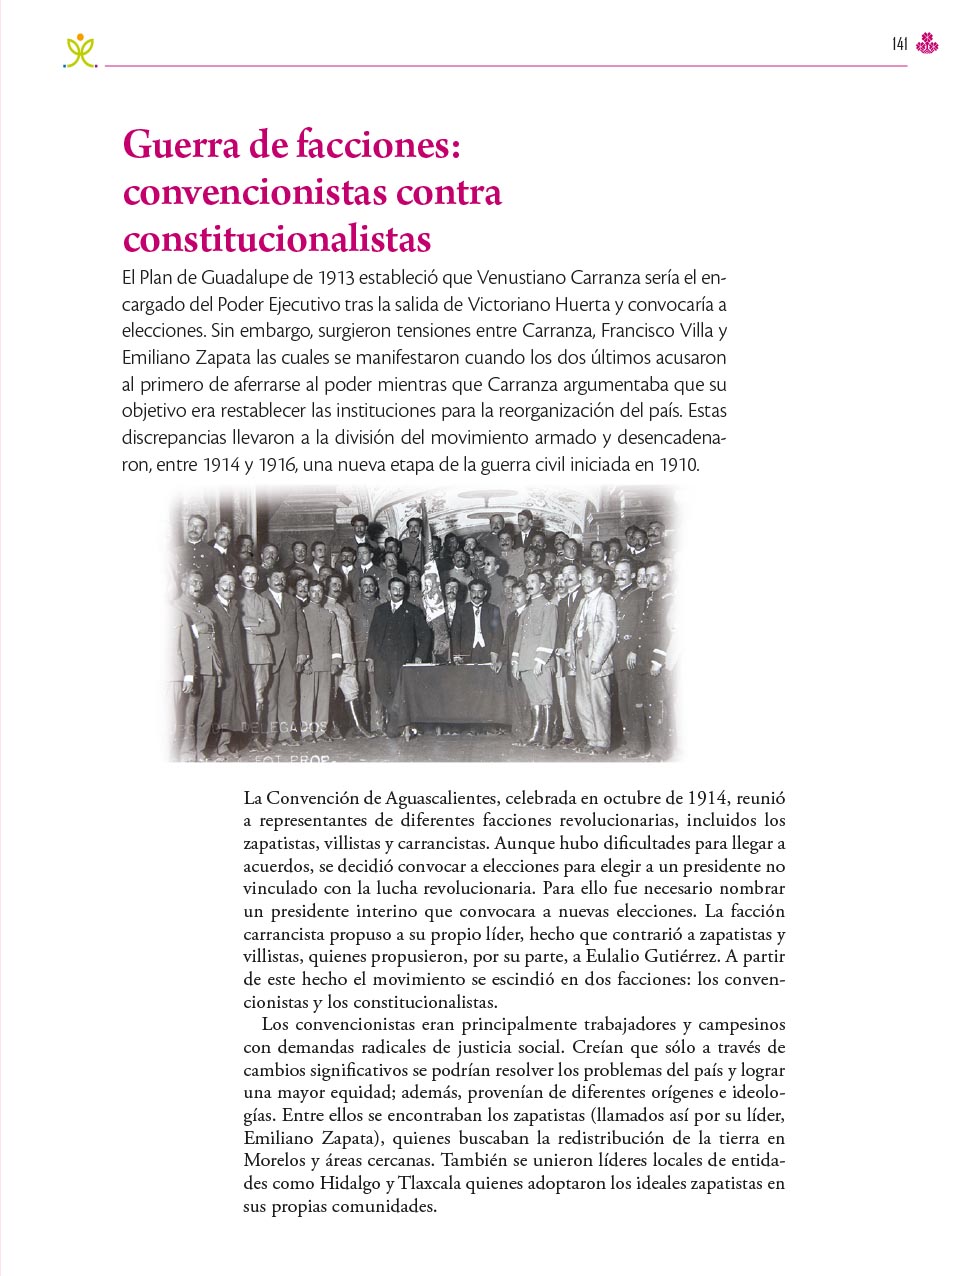 141
Guerra de facciones:
convencionistas contra
constitucionalistas
El Plan de Guadalupe de 1913 estableció que Venustiano Carranza sería el en-
cargado del Poder Ejecutivo tras la salida de Victoriano Huerta y convocaría a
elecciones. Sin embargo, surgieron tensiones entre Carranza, Francisco Villa y
Emiliano Zapata las cuales se manifestaron cuando los dos últimos acusaron
al primero de aferrarse al poder mientras que Carranza argumentaba que su
objetivo era restablecer las instituciones para la reorganización del país. Estas
discrepancias llevaron a la división del movimiento armado y desencadena-
ron, entre 1914 y 1916, una nueva etapa de la guerra civil iniciada en 1910.
DE DELEGADOS
FOT. PROF.
La Convención de Aguascalientes, celebrada en octubre de 1914, reunió
a representantes de diferentes facciones revolucionarias, incluidos los
zapatistas, villistas y carrancistas. Aunque hubo dificultades para llegar a
acuerdos, se decidió convocar a elecciones para elegir a un presidente no
vinculado con la lucha revolucionaria. Para ello fue necesario nombrar
un presidente interino que convocara a nuevas elecciones. La facción
carrancista propuso a su propio líder, hecho que contrarió a zapatistas y
villistas, quienes propusieron, por su parte, a Eulalio Gutiérrez. A partir
de este hecho el movimiento se escindió en dos facciones: los conven-
cionistas y los constitucionalistas.
Los convencionistas eran principalmente trabajadores y campesinos
con demandas radicales de justicia social. Creían que sólo a través de
cambios significativos se podrían resolver los problemas del país y lograr
una mayor equidad; además, provenían de diferentes orígenes e ideolo-
gías. Entre ellos se encontraban los zapatistas (llamados así por su líder,
Emiliano Zapata), quienes buscaban la redistribución de la tierra en
Morelos y áreas cercanas. También se unieron líderes locales de entida-
des como Hidalgo y Tlaxcala quienes adoptaron los ideales zapatistas en
sus propias comunidades.